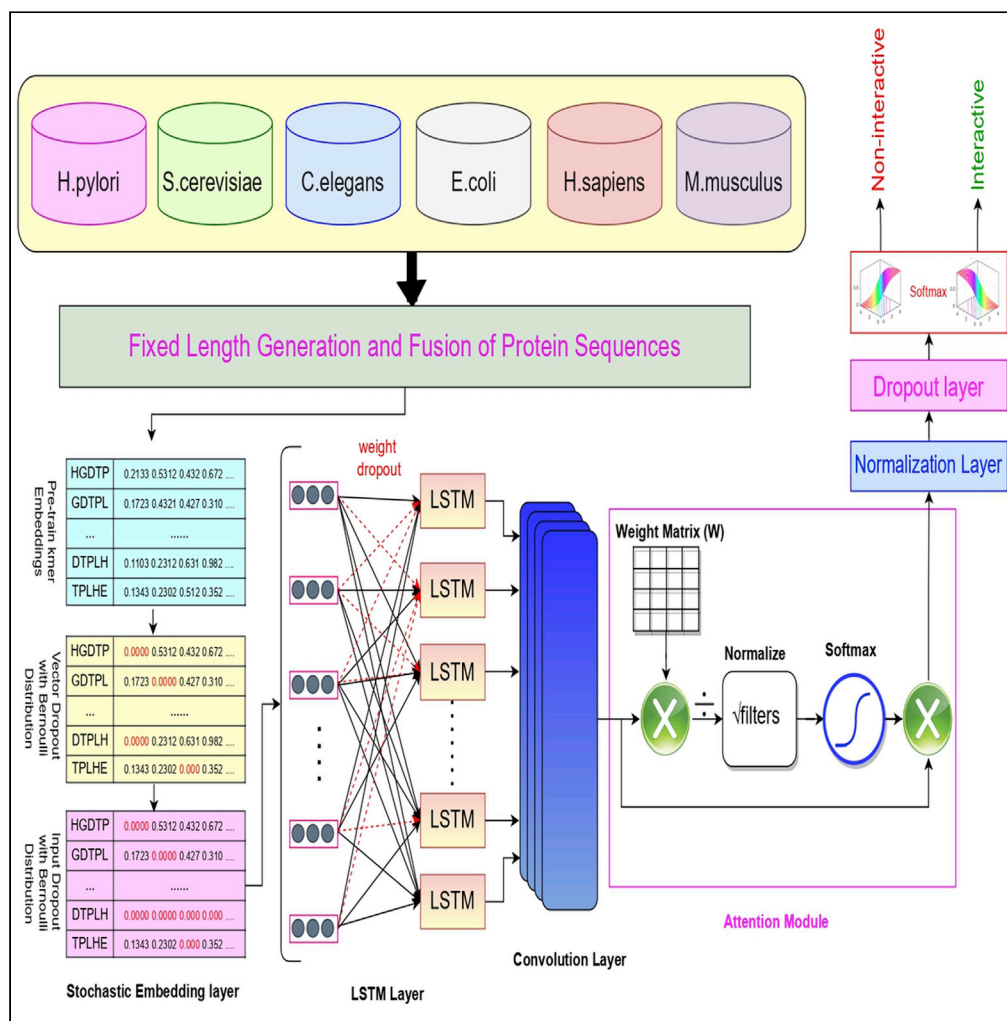 H.pylori
S.cerevisiae
C.elegans
E.coli
H.sapiens
M.musculus
Non-interactive
Interactive
Softmax
Dropout layer
Normalization Layer
Fixed Length Generation and Fusion of Protein Sequences
Pre-train kmer
Embeddings
HGDTP 0.2133 0.5312 0.432 0.672 ....
GDTPL 0.1723 0.4321 0.427 0.310 ....
... ......
DTPLH 0.1103 0.2312 0.631 0.982 ....
TPLHE 0.1343 0.2302 0.512 0.352 ....
Vector Dropout
with Bernoulli
Distribution
HGDTP 0.0000 0.5312 0.432 0.672 ....
GDTPL 0.1723 0.0000 0.427 0.310 ....
... ......
DTPLH 0.0000 0.2312 0.631 0.982 ....
TPLHE 0.1343 0.2302 0.000 0.352 ....
Input Dropout
with Bernoulli
Distribution
HGDTP 0.0000 0.5312 0.432 0.672 ....
GDTPL 0.1723 0.0000 0.427 0.310 ....
... ......
DTPLH 0.0000 0.0000 0.000 0.000 ....
TPLHE 0.1343 0.2302 0.000 0.352 ....
Stochastic Embedding layer
weight
dropout
LSTM
LSTM
LSTM
LSTM
LSTM
LSTM Layer
Convolution Layer
Weight Matrix (W)
X
÷
Normalize
√filters
Softmax
X
Attention Module